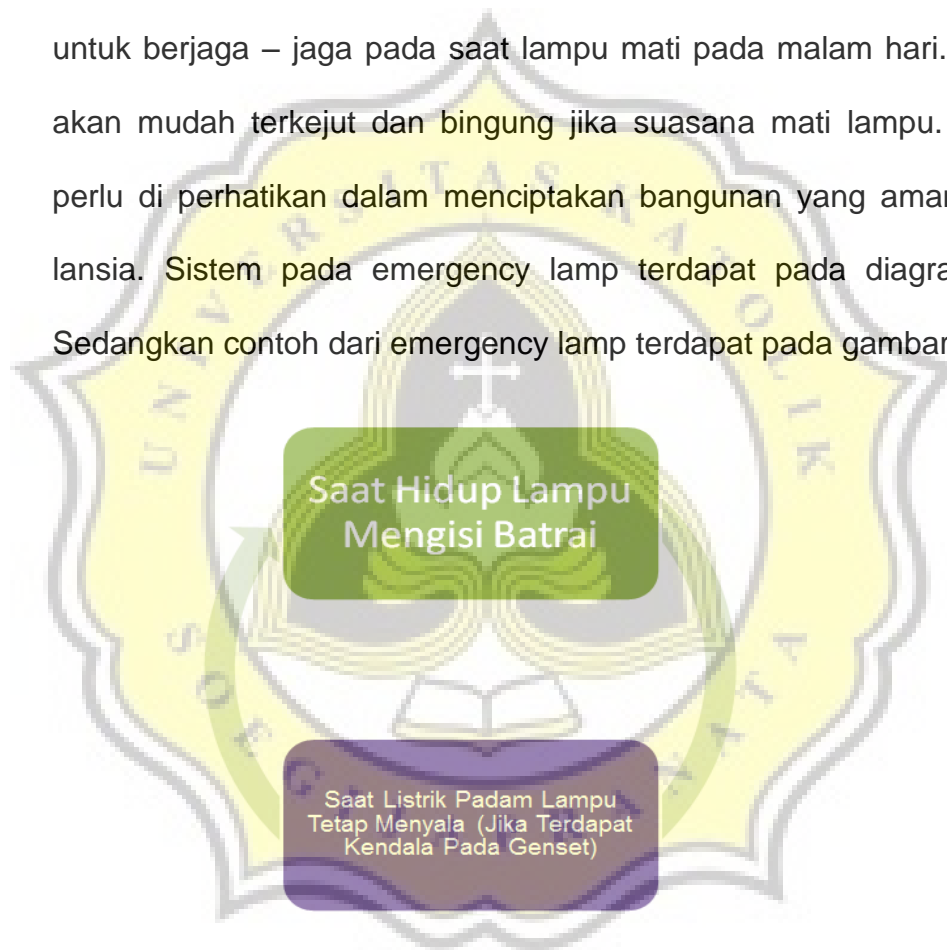 untuk berjaga – jaga pada saat lampu mati pada malam hari.
akan mudah terkejut dan bingung jika suasana mati lampu.
perlu di perhatikan dalam menciptakan bangunan yang aman
lansia. Sistem pada emergency lamp terdapat pada
Sedangkan contoh dari emergency lamp terdapat pada gambar
UNIVERSITAS KATOLIK
Saat Hidup Lampu
Mengisi Batrai
Saat Listrik Padam Lampu
Tetap Menyala (Jika Terdapat
Kendala Pada Genset)
SOEGIJAPRANATA